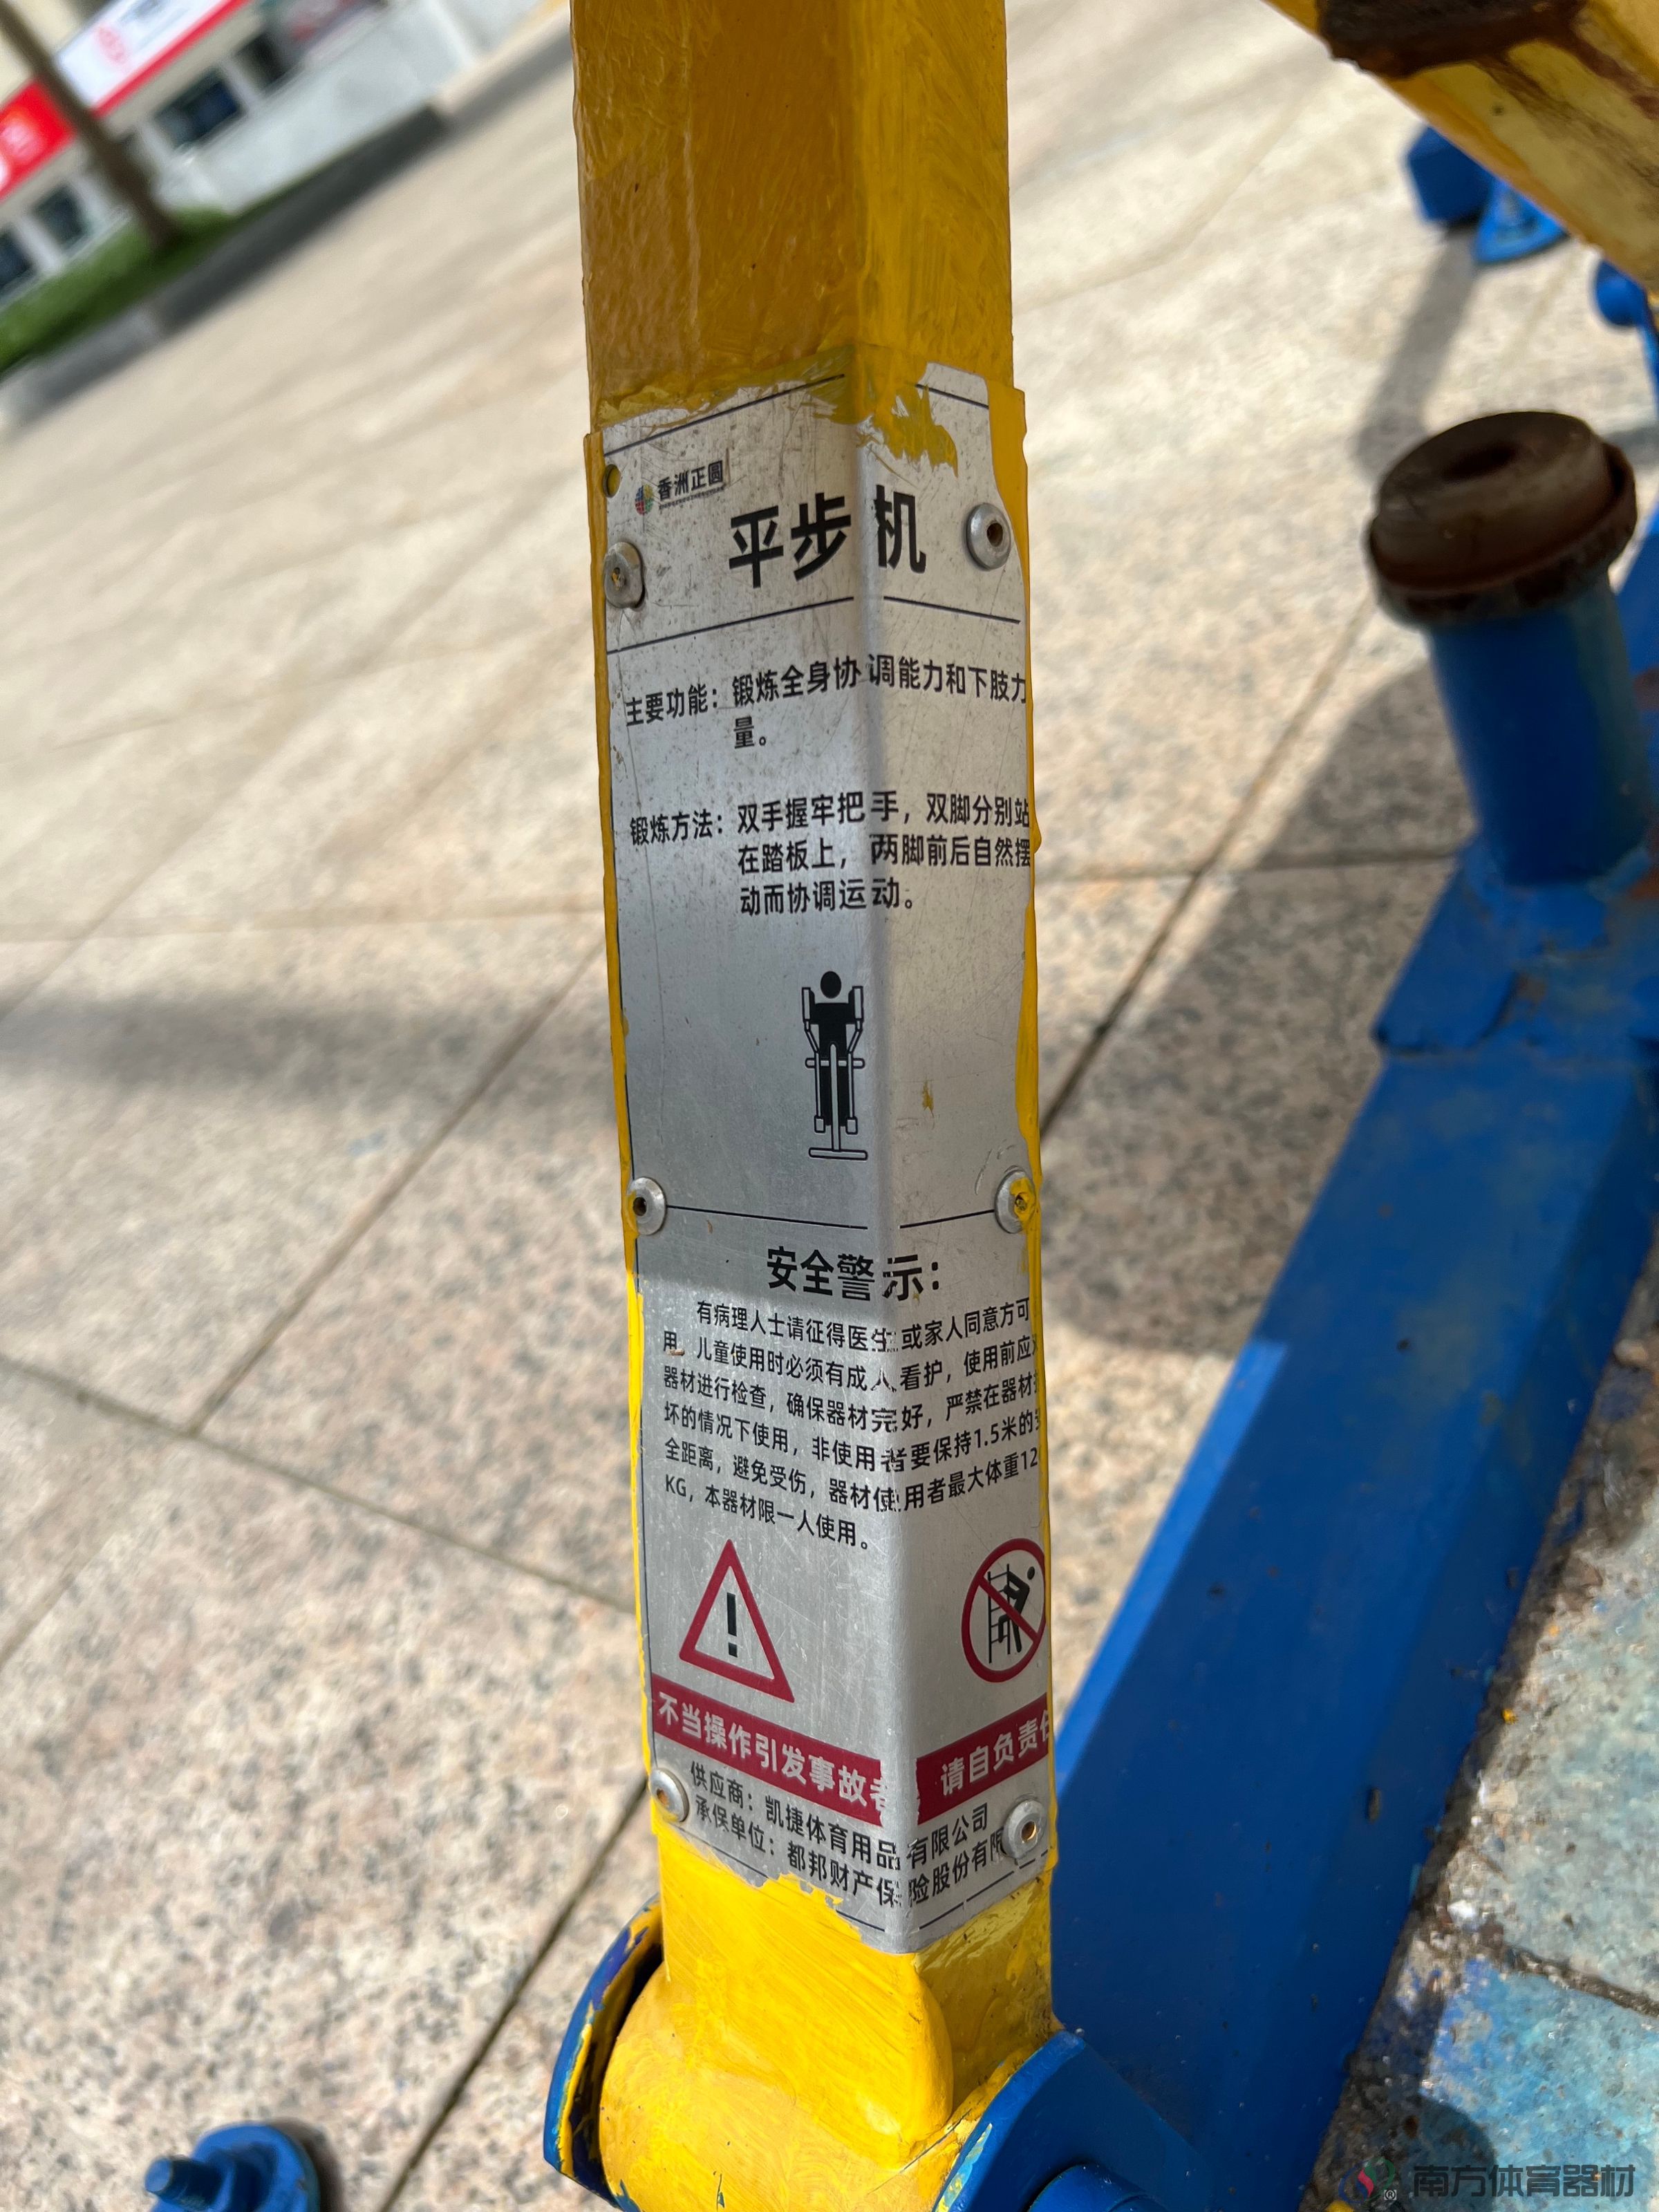 香洲正圆
平步机
主要功能：锻炼全身协调能力和下肢力
量。
锻炼方法：双手握牢把手，双脚分别站
在踏板上，两脚前后自然摆
动而协调运动。
安全警示：
有病理人士请征得医生或家人同意方可
用。儿童使用时必须有成人看护，使用前应
器材进行检查，确保器材完好，严禁在器材
坏的情况下使用，非使用者要保持1.5米的
全距离，避免受伤，器材使用者最大体重12
KG，本器材限一人使用。
不当操作引发事故者 请自负责任
供应商：凯捷体育用品有限公司
承保单位：都邦财产保险股份有限
南方体育器材